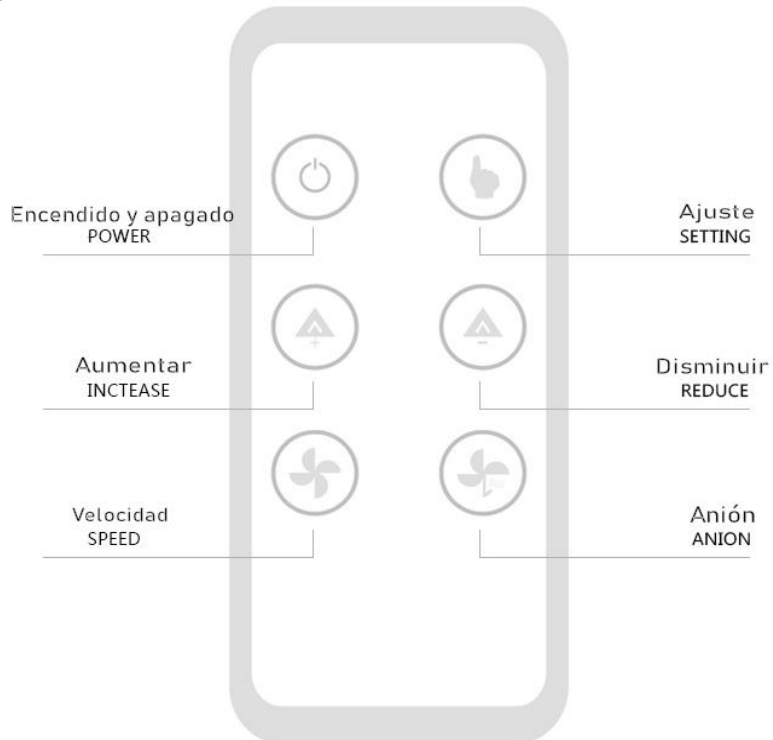 Encendido y apagado
POWER
Ajuste
SETTING
Aumentar
INCTEASE
Disminuir
REDUCE
Velocidad
SPEED
Anión
ANION